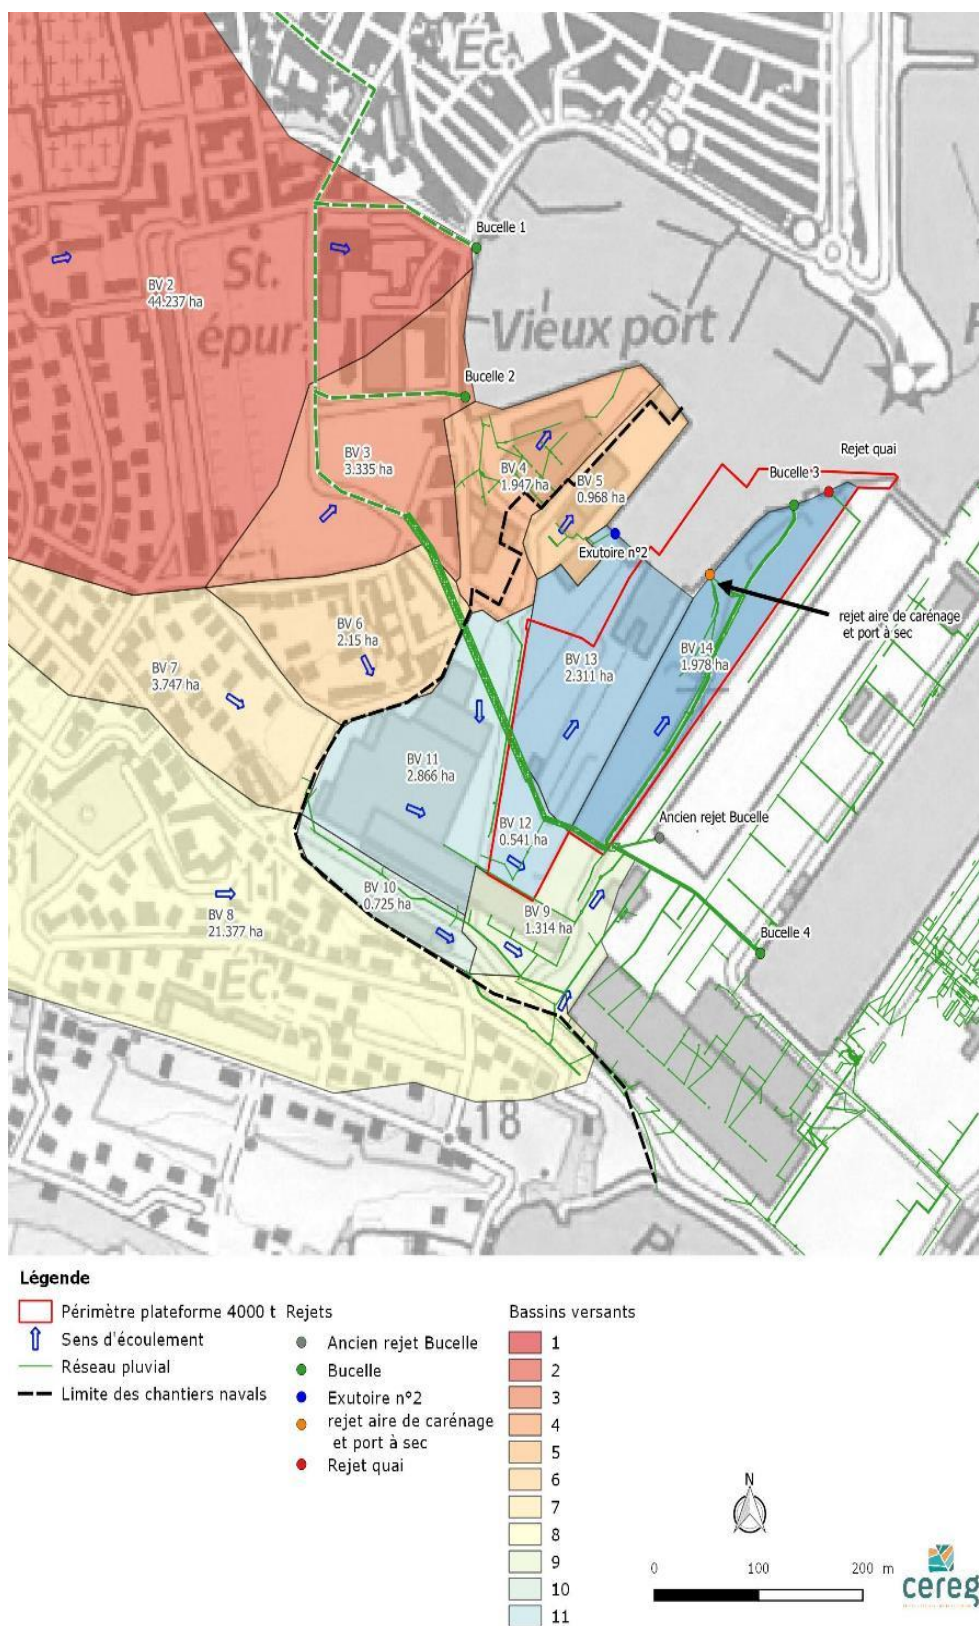 Éc.
Bucelle 1
BV 2
44.237 ha
St.
épur.
Vieux port
Bucelle 2
Rejet quai
Bucelle 3
BV 3
3.335 ha
BV 4
1.947 ha
BV 5
0.968 ha
Exutoire n°2
rejet aire de carénage
et port à sec
BV 6
2.15 ha
BV 7
3.747 ha
BV 13
2.311 ha
BV 14
1.978 ha
BV 11
2.866 ha
BV 12
0.541 ha
Ancien rejet Bucelle
BV 10
0.725 ha
BV 8
21.377 ha
BV 9
1.314 ha
Bucelle 4
Éc.
18
P
Légende
Périmètre plateforme 4000 t
Sens d'écoulement
Réseau pluvial
Limite des chantiers navals
Rejets
Ancien rejet Bucelle
Bucelle
Exutoire n°2
rejet aire de carénage
et port à sec
Rejet quai
Bassins versants
1
2
3
4
5
6
7
8
9
10
11
N
0 100 200 m
cereg